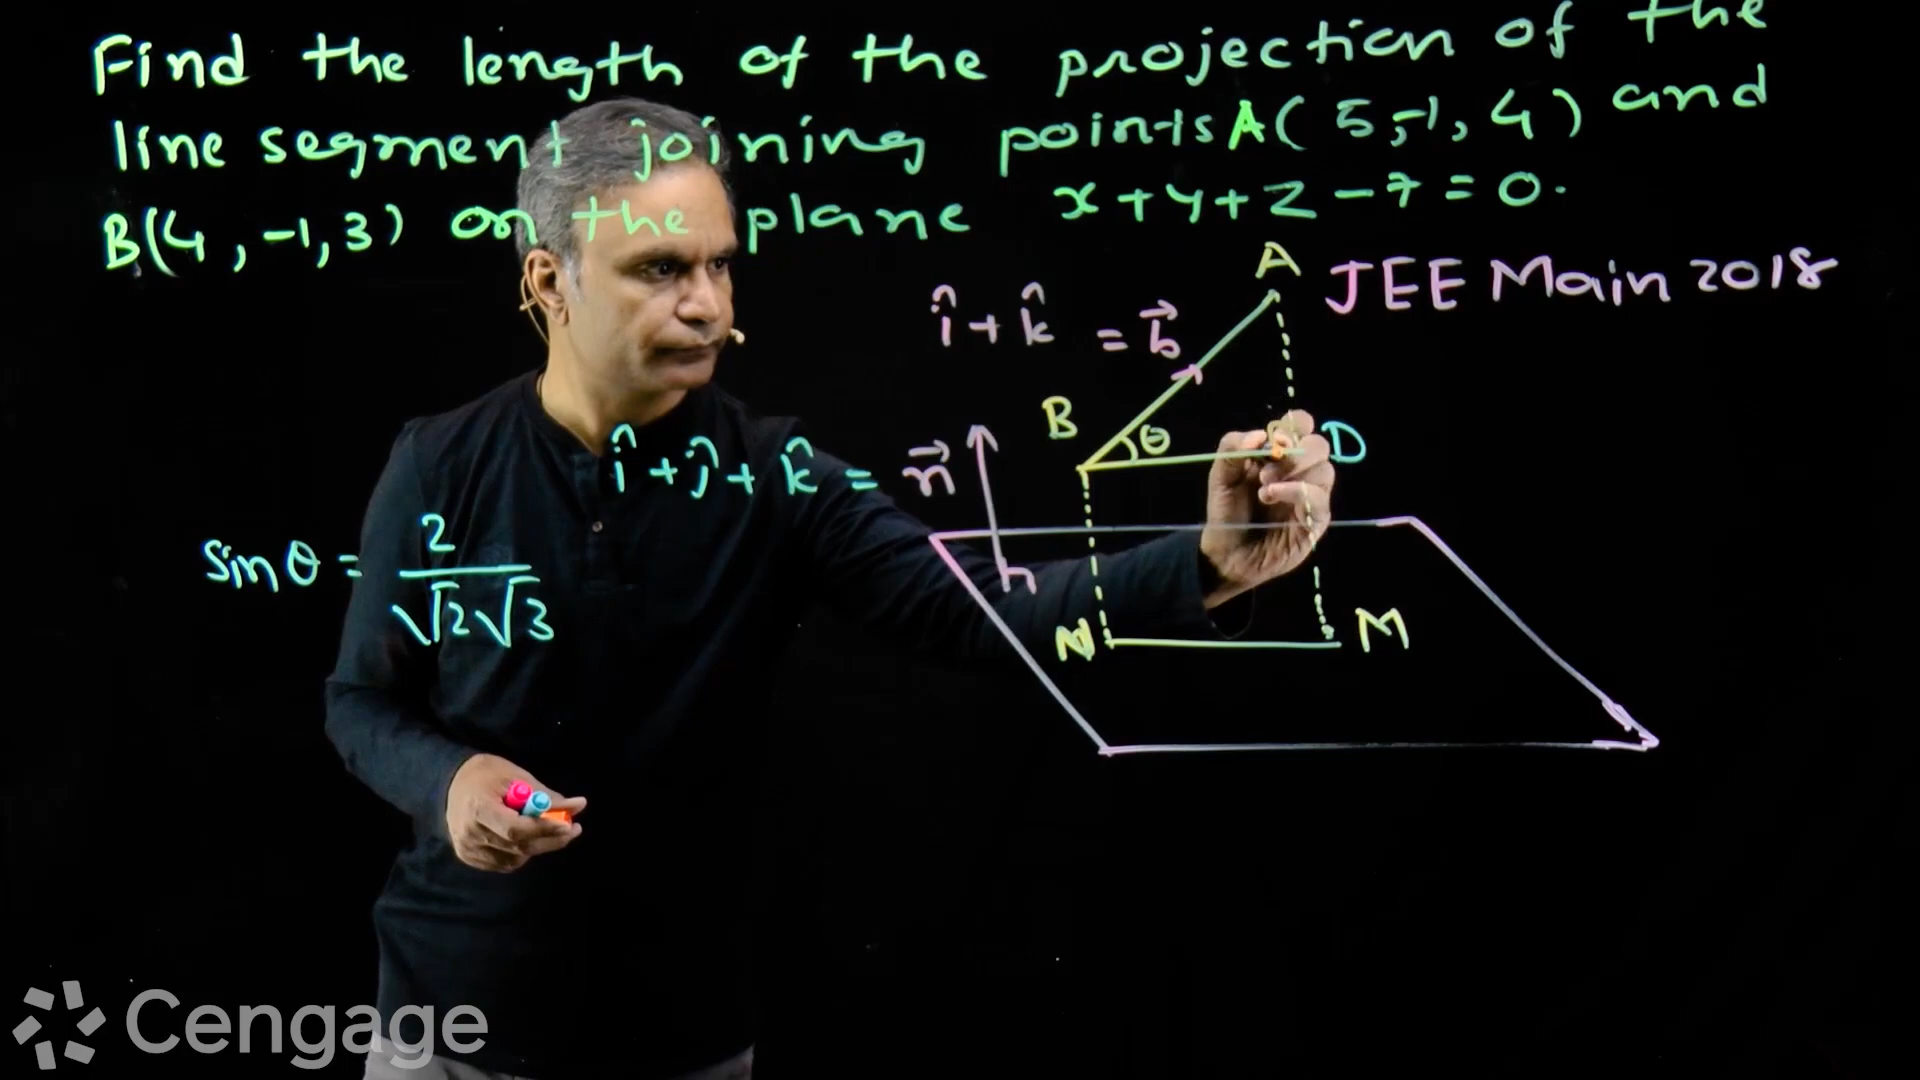 Find the length of the projection of the
line segment joining points A( 5,-1, 4) and
B(4, -1, 3) on the plane x+y+z-7=0.
JEE Main 2018
A
î + k̂ = b⃗
B
θ
D
î + ĵ + k̂ = n⃗
sin θ = 2/(√2√3)
N
M
Cengage